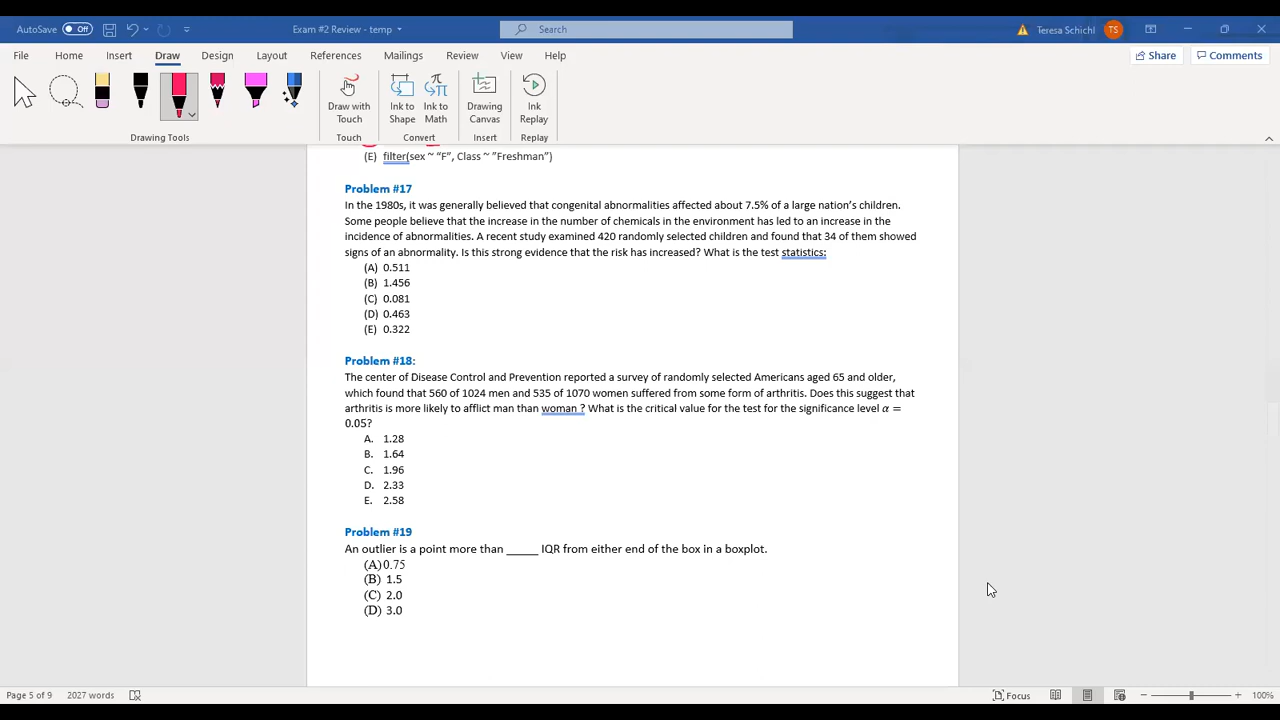 AutoSave Off Exam #2 Review - temp Search Teresa Schichl TS
File Home Insert Draw Design Layout References Mailings Review View Help Share Comments
Draw with Touch
Ink to Shape
Ink to Math
Drawing Canvas
Ink Replay
Drawing Tools Touch Convert Insert Replay
(E) filter(sex ~ “F”, Class ~ ”Freshman”)
Problem #17
In the 1980s, it was generally believed that congenital abnormalities affected about 7.5% of a large nation’s children.
Some people believe that the increase in the number of chemicals in the environment has led to an increase in the
incidence of abnormalities. A recent study examined 420 randomly selected children and found that 34 of them showed
signs of an abnormality. Is this strong evidence that the risk has increased? What is the test statistics:
(A) 0.511
(B) 1.456
(C) 0.081
(D) 0.463
(E) 0.322
Problem #18:
The center of Disease Control and Prevention reported a survey of randomly selected Americans aged 65 and older,
which found that 560 of 1024 men and 535 of 1070 women suffered from some form of arthritis. Does this suggest that
arthritis is more likely to afflict man than woman ? What is the critical value for the test for the significance level α =
0.05?
A. 1.28
B. 1.64
C. 1.96
D. 2.33
E. 2.58
Problem #19
An outlier is a point more than _____ IQR from either end of the box in a boxplot.
(A) 0.75
(B) 1.5
(C) 2.0
(D) 3.0
Page 5 of 9 2027 words Focus 100%